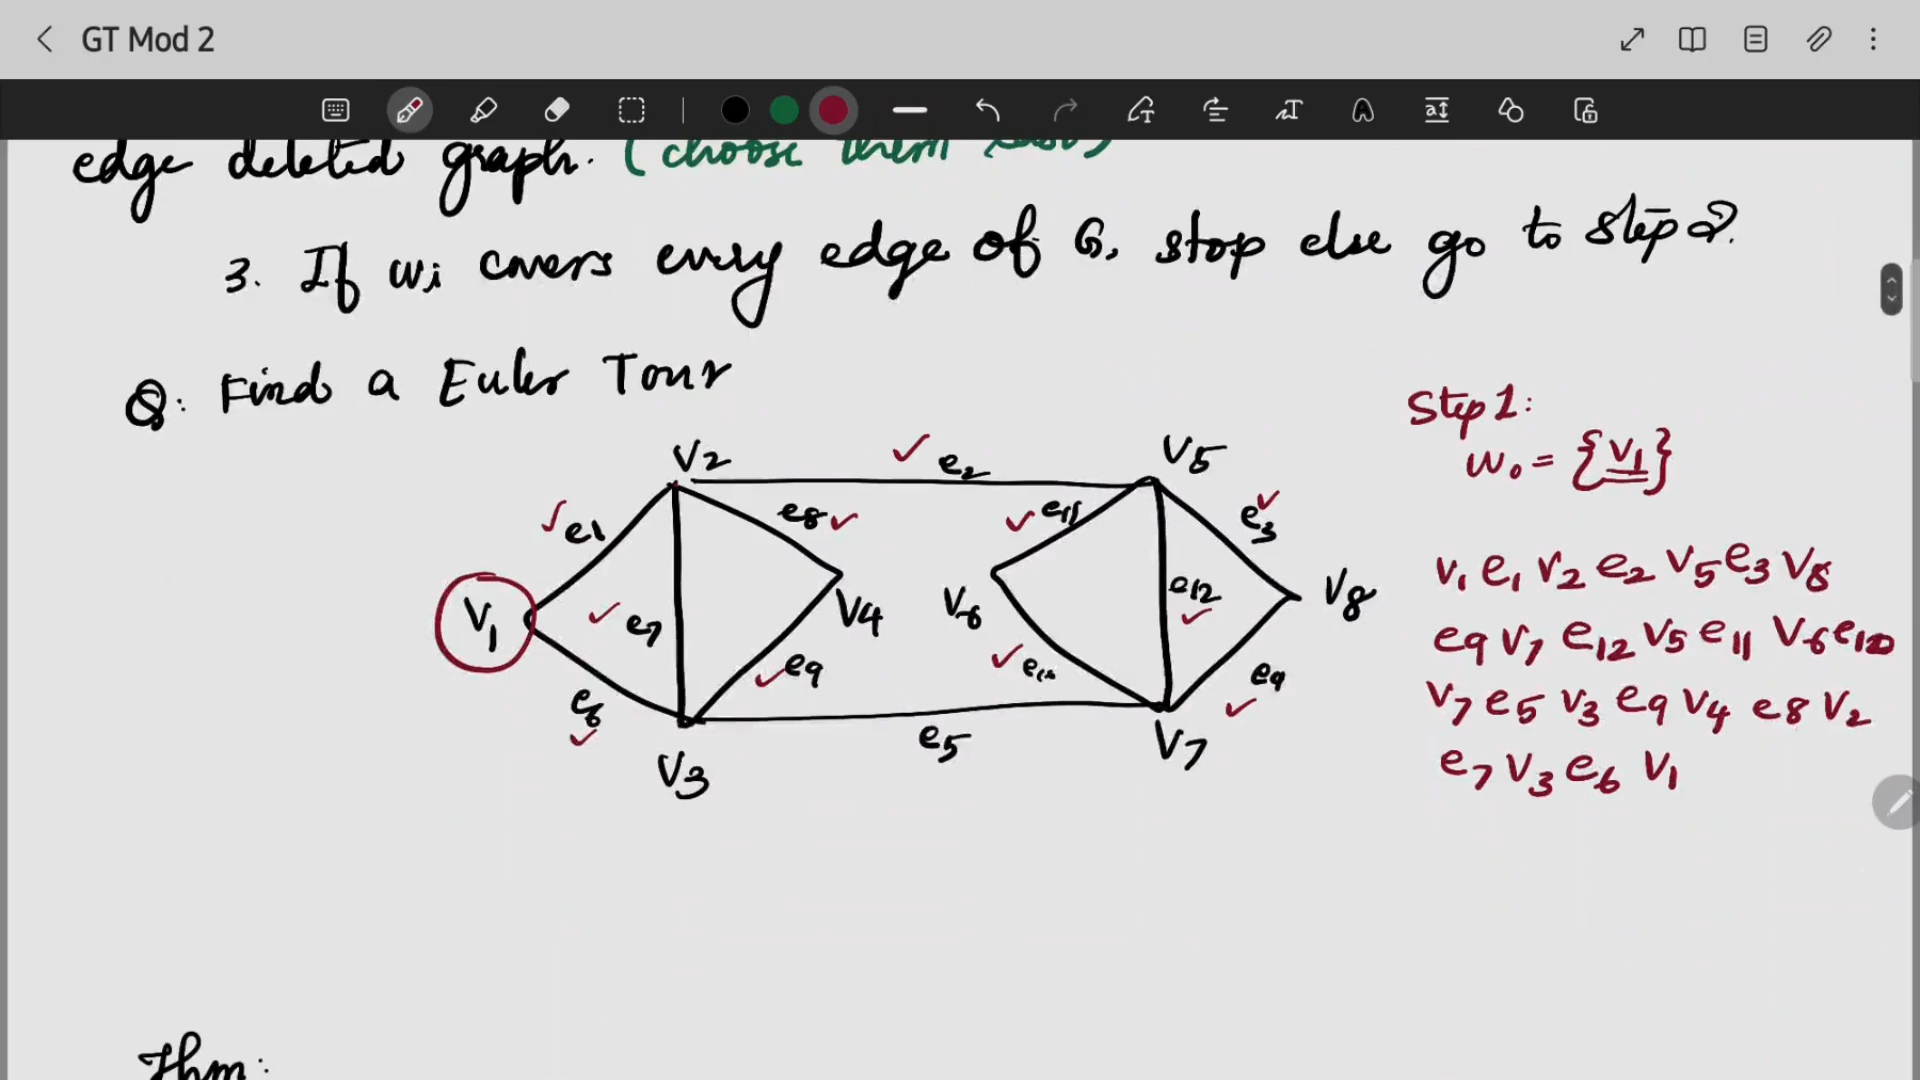 GT Mod 2
edge deleted graph. (choose them
3. If wi covers every edge of G, stop else go to step 2.
Q: Find a Euler Tour
Step 1:
w₀ = {v1}
V2 e2 V5
e1 e8 e11 e3
V1 e7 V4 V6 e12 V8
e6 e9 e10 e9
V3 e5 V7
v1 e1 v2 e2 v5 e3 v8
e9 v7 e12 v5 e11 v6 e10
v7 e5 v3 e9 v4 e8 v2
e7 v3 e6 v1
Thm: